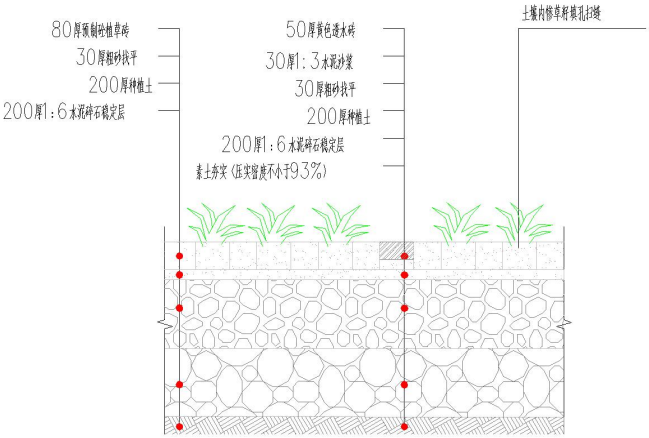 80厚预制砼植草砖
30厚粗砂找平
200厚种植土
200厚1:6水泥碎石稳定层
50厚黄色透水砖
30厚1:3水泥砂浆
30厚粗砂找平
200厚种植土
200厚1:6水泥碎石稳定层
素土夯实(压实密度不小于93%)
土壤内掺草籽填孔扫缝